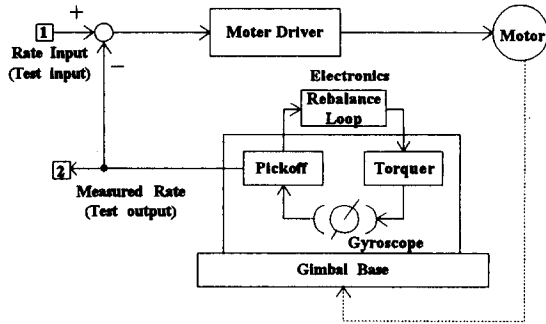 +
1
Moter Driver
Motor
Rate Input
(Test input)
−
Electronics
Rebalance
Loop
2
Pickoff
Torquer
Measured Rate
(Test output)
Gyroscope
Gimbal Base